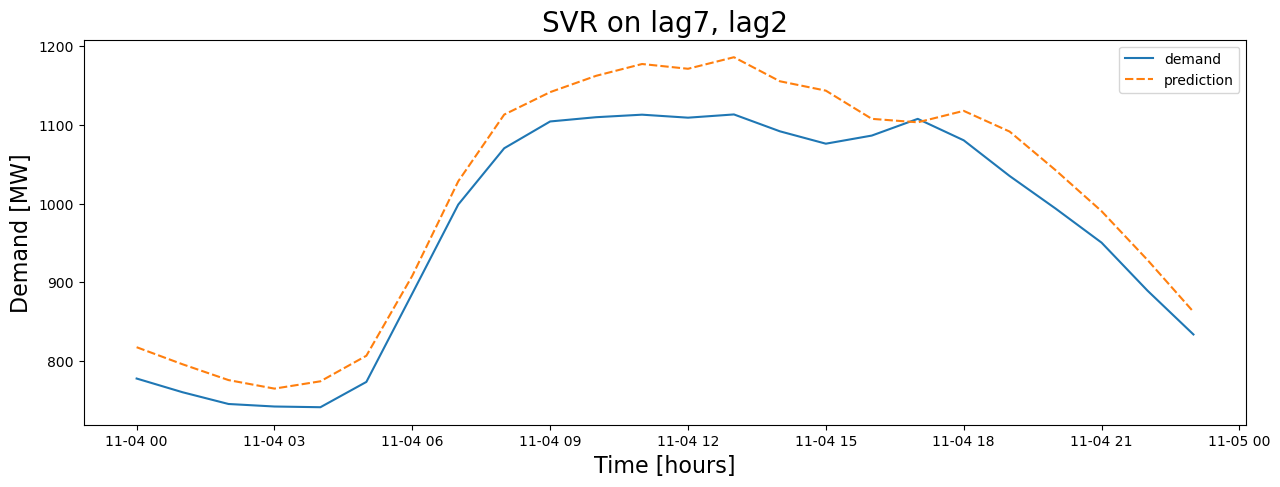 SVR on lag7, lag2
demand
prediction
1200
1100
1000
900
800
Demand [MW]
11-04 00 11-04 03 11-04 06 11-04 09 11-04 12 11-04 15 11-04 18 11-04 21 11-05 00
Time [hours]